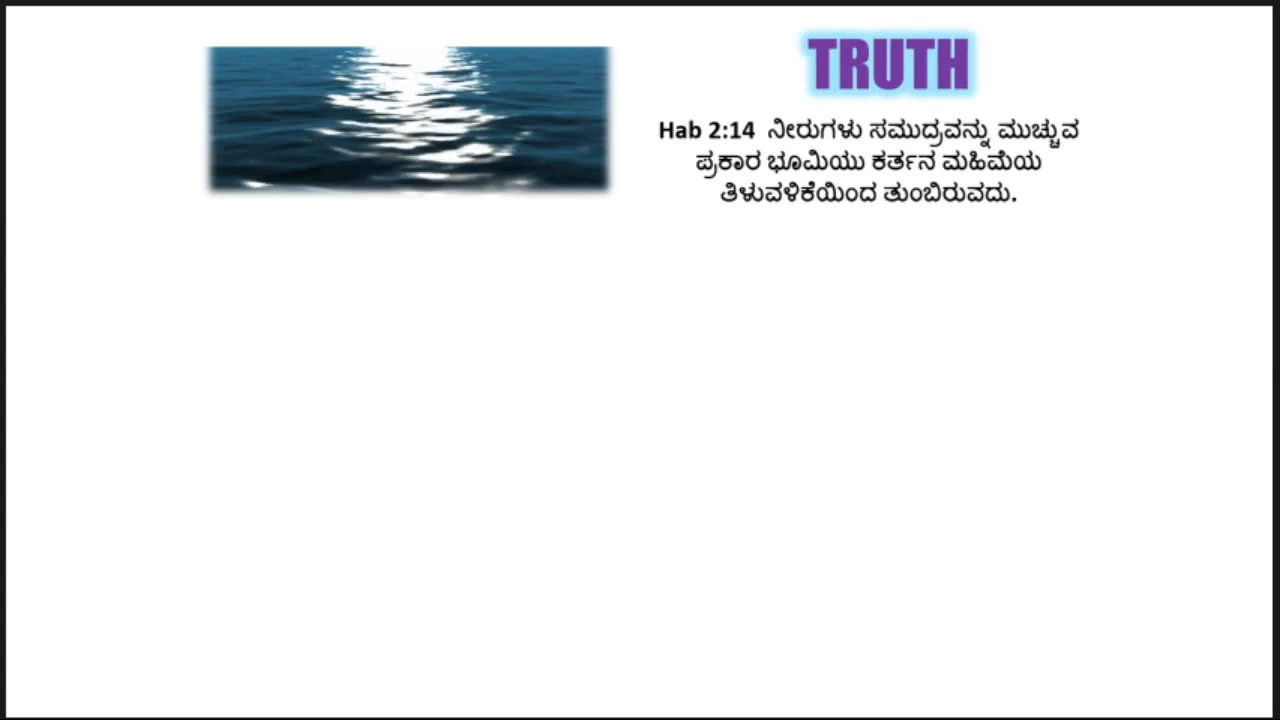 TRUTH
Hab 2:14 ನೀರುಗಳು ಸಮುದ್ರವನ್ನು ಮುಚ್ಚುವ
ಪ್ರಕಾರ ಭೂಮಿಯು ಕರ್ತನ ಮಹಿಮೆಯ
ತಿಳುವಳಿಕೆಯಿಂದ ತುಂಬಿರುವದು.